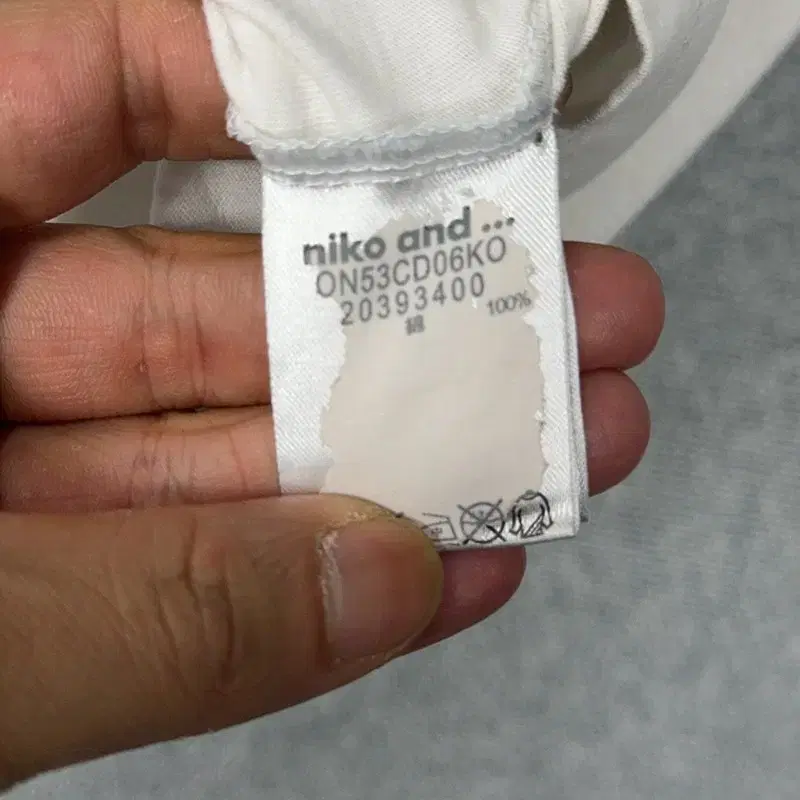 niko and ...
ON53CD06KO
20393400
綿 100%